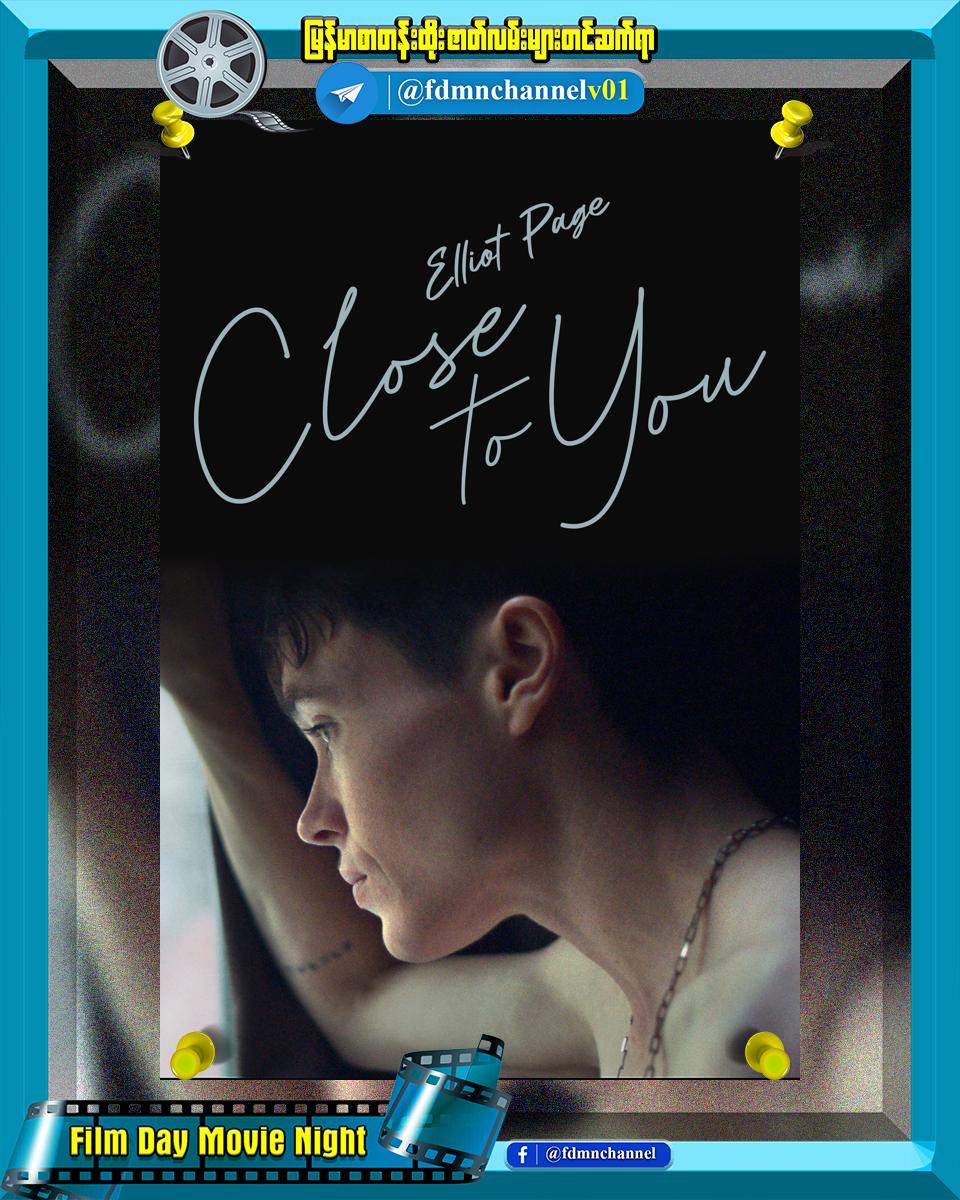 မြန်မာစာတန်းထိုးဇာတ်လမ်းများတင်ဆက်ရာ
@fdmnchannelv01
Elliot Page
Close
to You
Film Day Movie Night
@fdmnchannel